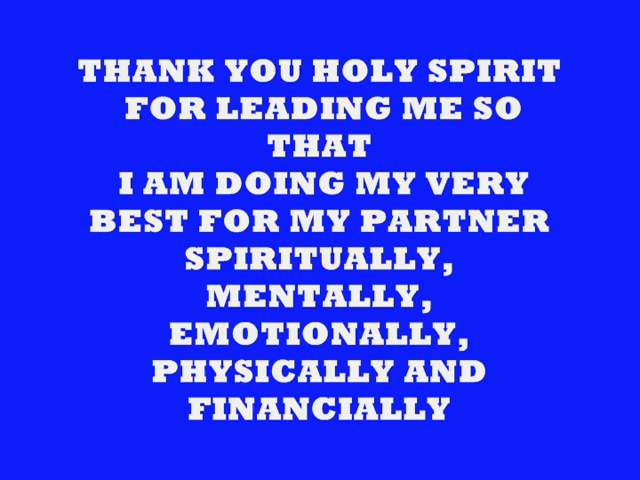 THANK YOU HOLY SPIRIT
FOR LEADING ME SO
THAT
I AM DOING MY VERY
BEST FOR MY PARTNER
SPIRITUALLY,
MENTALLY,
EMOTIONALLY,
PHYSICALLY AND
FINANCIALLY